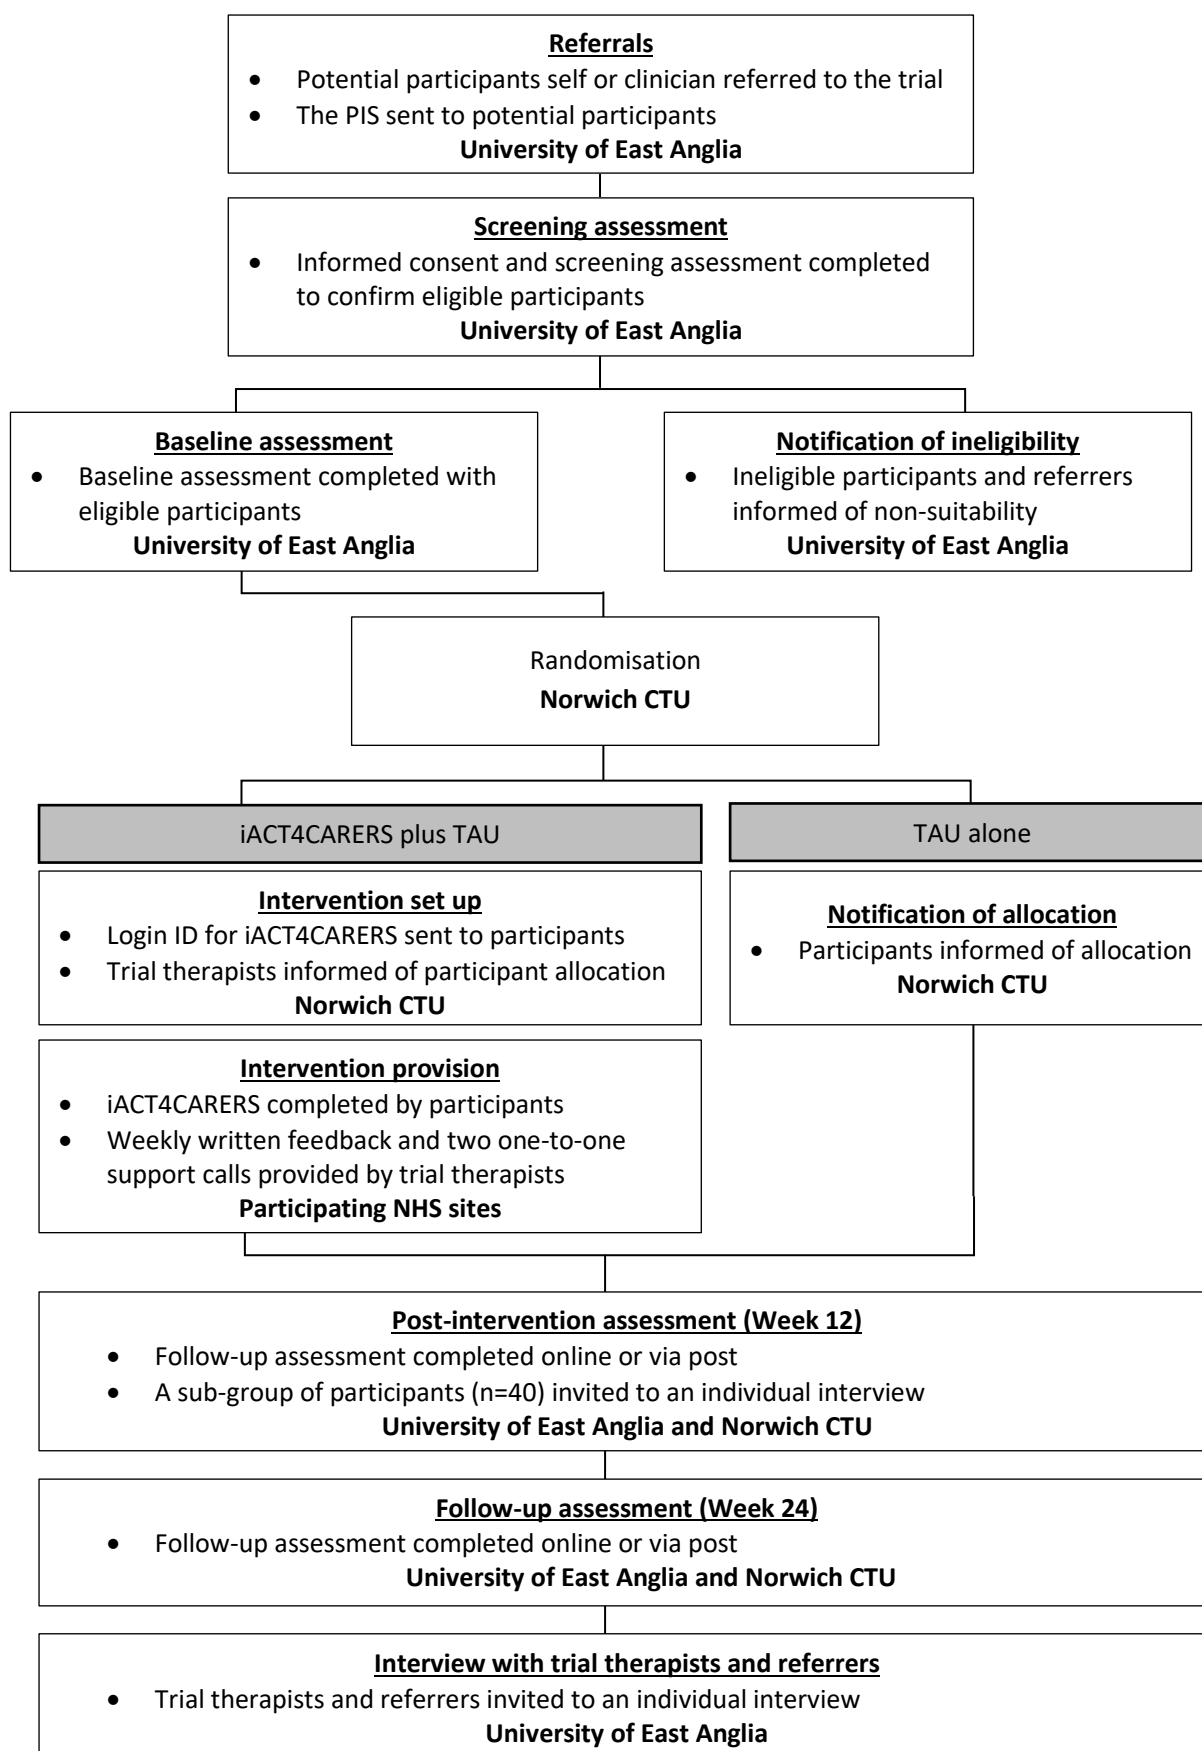 Referrals
• Potential participants self or clinician referred to the trial
• The PIS sent to potential participants
University of East Anglia
Screening assessment
• Informed consent and screening assessment completed
to confirm eligible participants
University of East Anglia
Baseline assessment
• Baseline assessment completed with
eligible participants
University of East Anglia
Notification of ineligibility
• Ineligible participants and referrers
informed of non-suitability
University of East Anglia
Randomisation
Norwich CTU
iACT4CARERS plus TAU
TAU alone
Intervention set up
• Login ID for iACT4CARERS sent to participants
• Trial therapists informed of participant allocation
Norwich CTU
Notification of allocation
• Participants informed of allocation
Norwich CTU
Intervention provision
• iACT4CARERS completed by participants
• Weekly written feedback and two one-to-one
support calls provided by trial therapists
Participating NHS sites
Post-intervention assessment (Week 12)
• Follow-up assessment completed online or via post
• A sub-group of participants (n=40) invited to an individual interview
University of East Anglia and Norwich CTU
Follow-up assessment (Week 24)
• Follow-up assessment completed online or via post
University of East Anglia and Norwich CTU
Interview with trial therapists and referrers
• Trial therapists and referrers invited to an individual interview
University of East Anglia